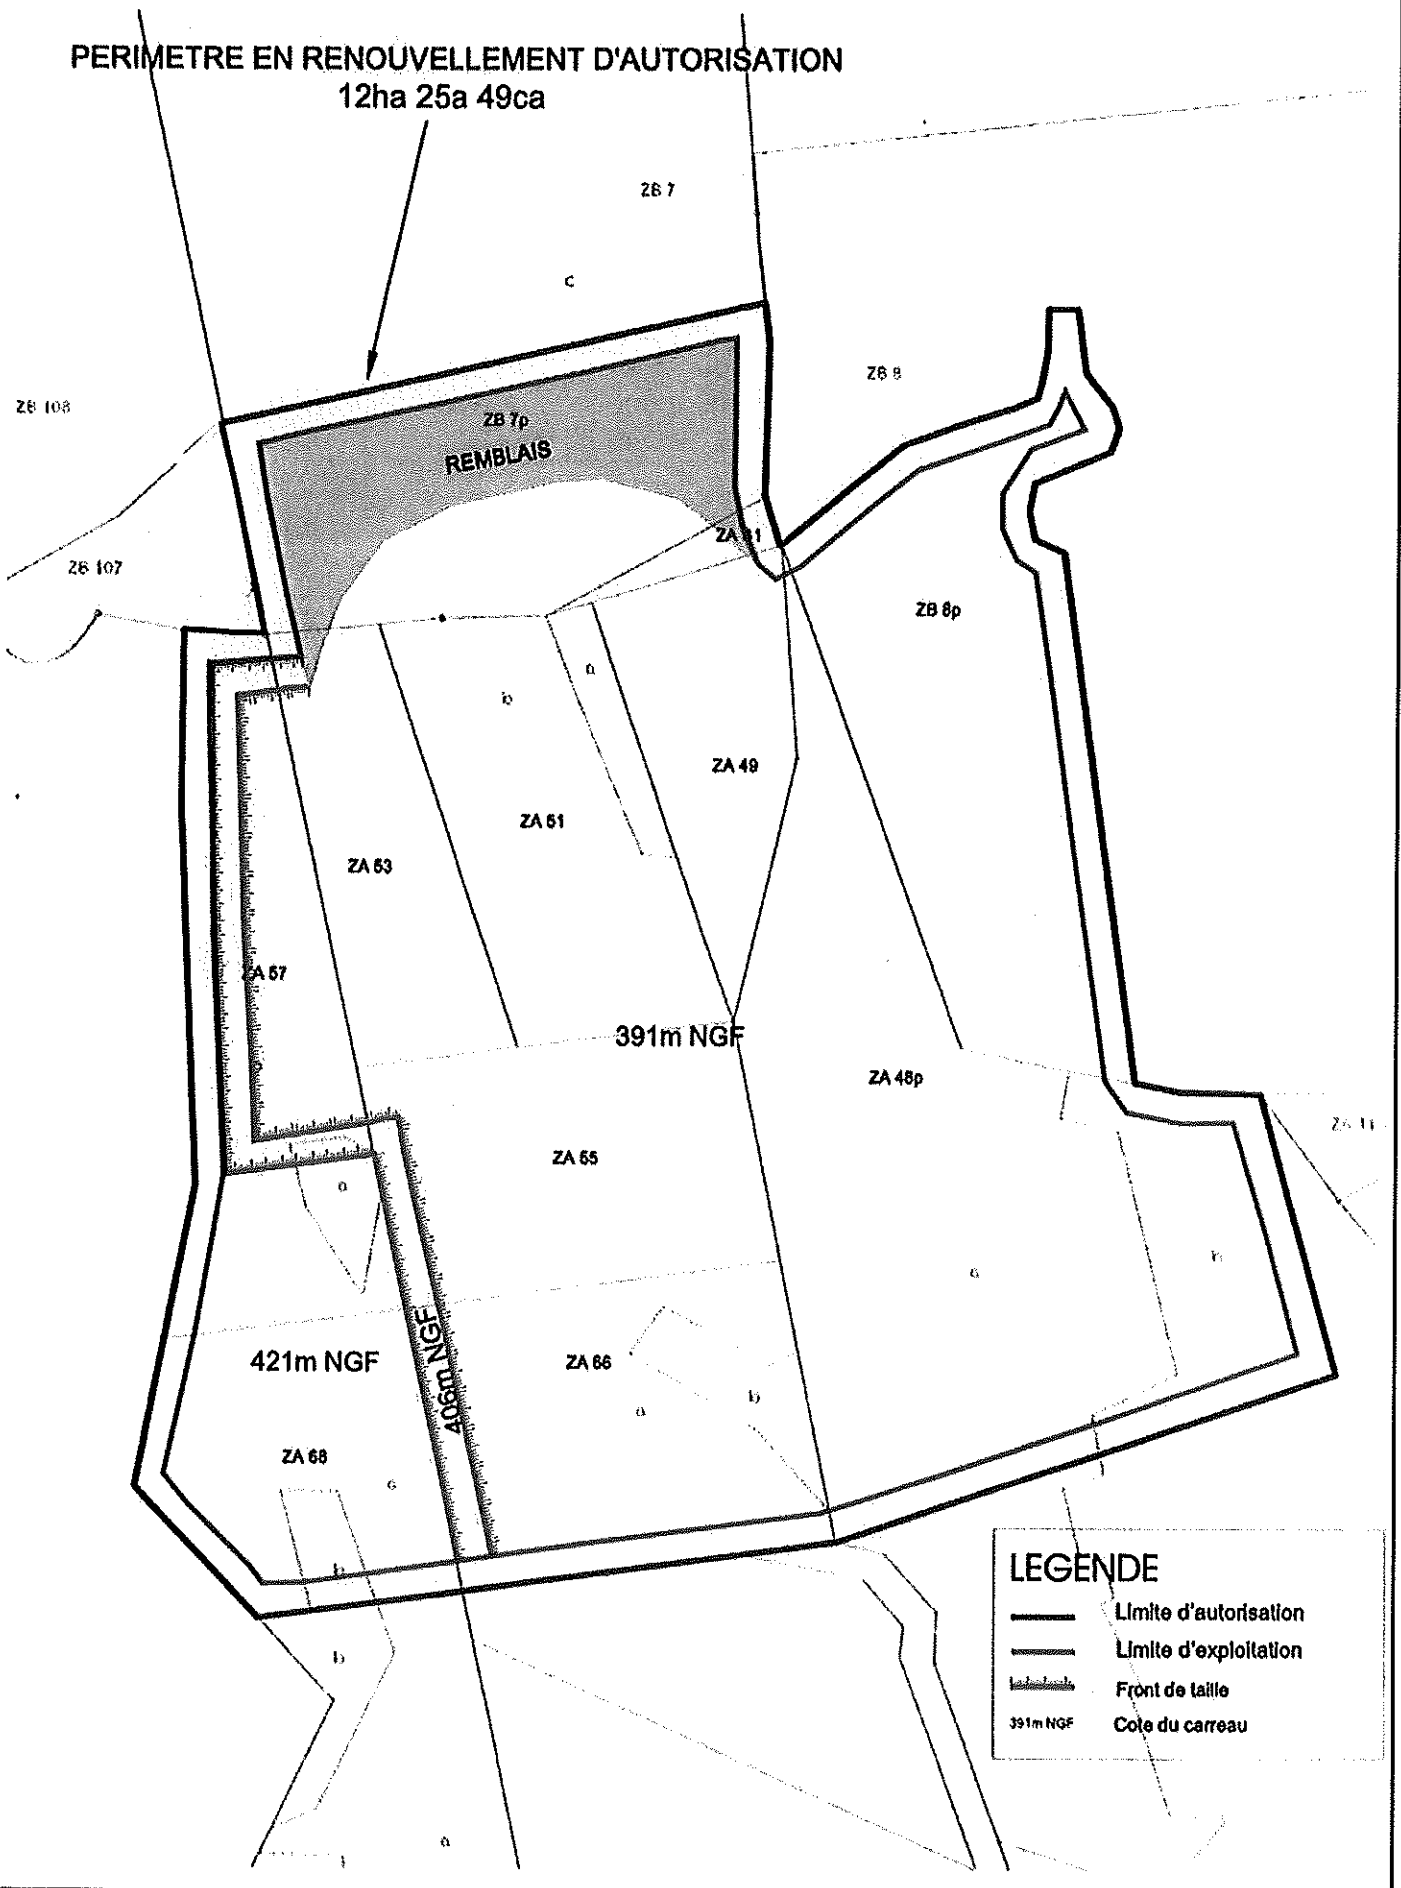 PERIMETRE EN RENOUVELLEMENT D'AUTORISATION
12ha 25a 49ca
ZB 7
c
ZB 9
ZB 108
ZB 7p
REMBLAIS
ZB 107
ZB 8p
a
b
ZA 49
ZA 51
ZA 53
ZA 57
391m NGF
ZA 48p
ZA 11
ZA 55
a
a
b
421m NGF
406m NGF
ZA 56
a
b
ZA 58
c
b
b
a
LEGENDE
Limite d'autorisation
Limite d'exploitation
Front de taille
391m NGF Cote du carreau